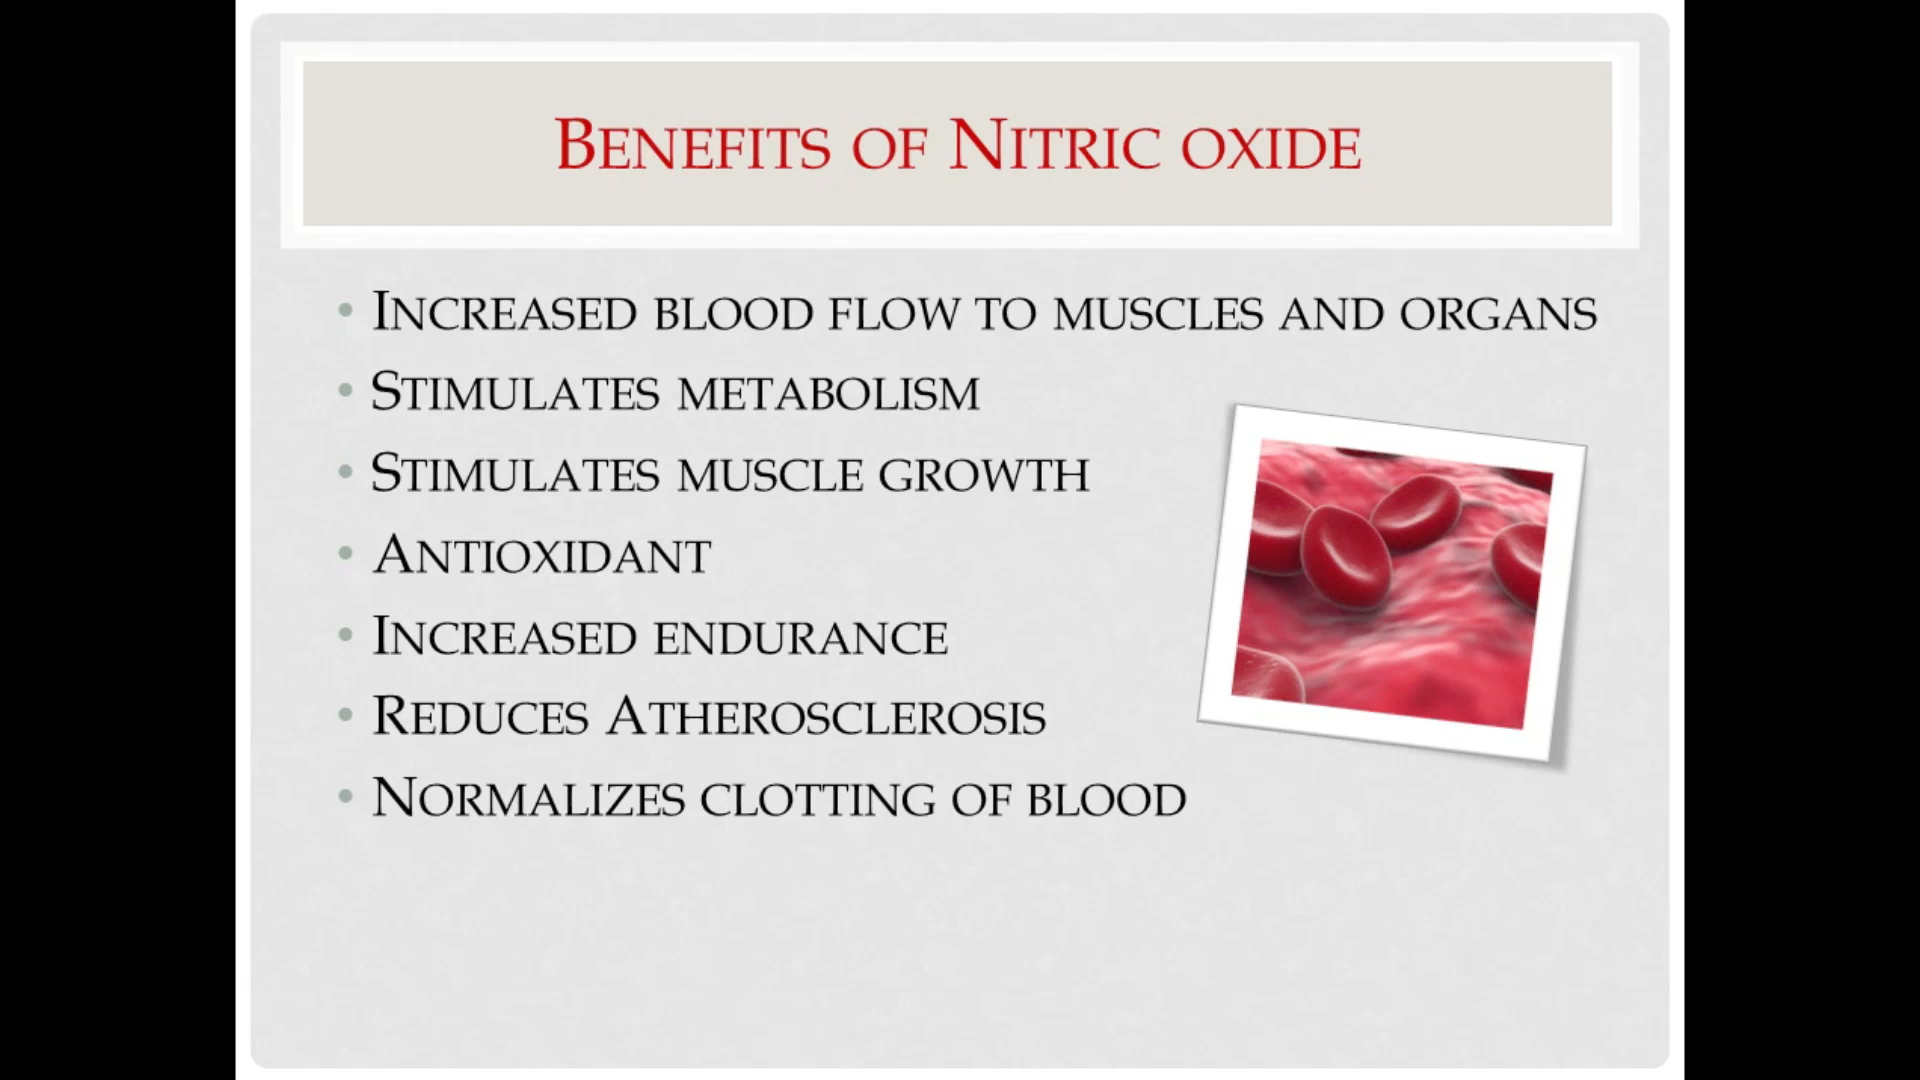 Benefits of Nitric oxide
• Increased blood flow to muscles and organs
• Stimulates metabolism
• Stimulates muscle growth
• Antioxidant
• Increased endurance
• Reduces Atherosclerosis
• Normalizes clotting of blood